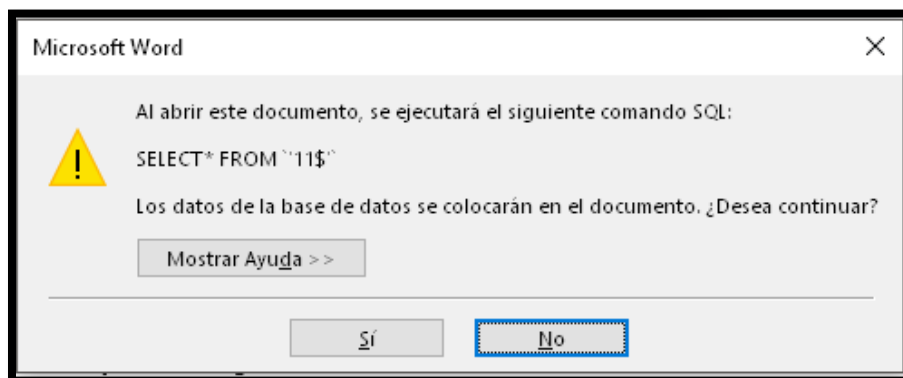 Microsoft Word
Al abrir este documento, se ejecutará el siguiente comando SQL:
SELECT* FROM `'11$'`
Los datos de la base de datos se colocarán en el documento. ¿Desea continuar?
Mostrar Ayuda >>
Sí
No